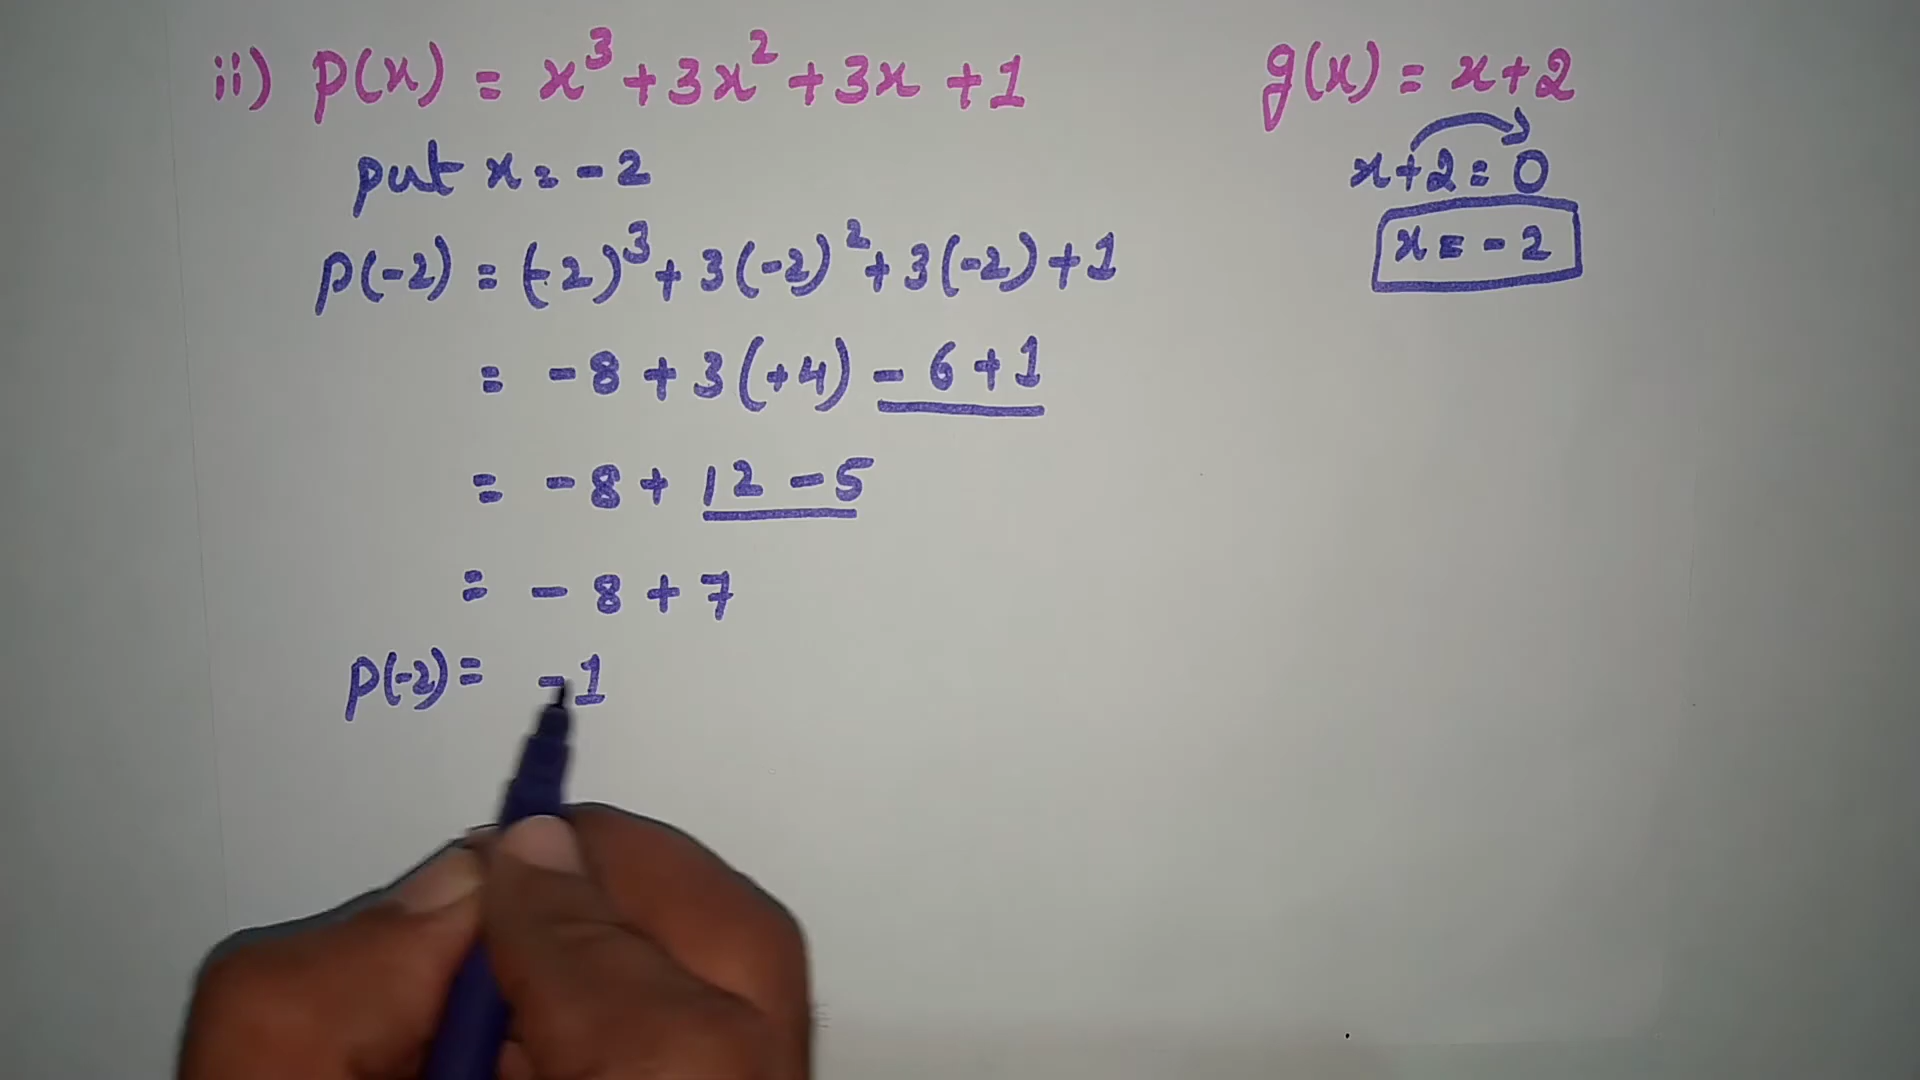 ii) p(x) = x³ + 3x² + 3x + 1
g(x) = x + 2
put x = -2
x + 2 = 0
x = -2
p(-2) = (-2)³ + 3(-2)² + 3(-2) + 1
= -8 + 3(+4) - 6 + 1
= -8 + 12 - 5
= -8 + 7
p(-2) = -1